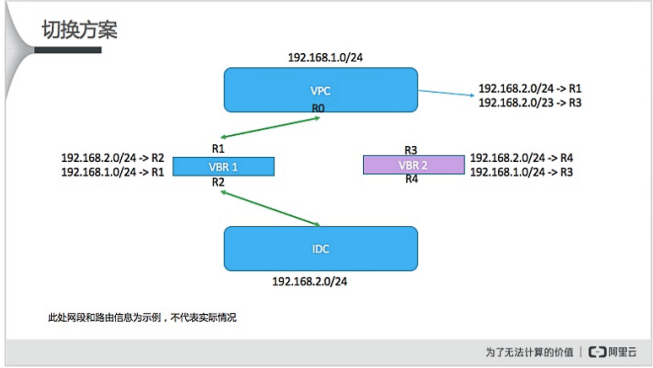 切换方案
192.168.1.0/24
VPC
R0
192.168.2.0/24 -> R1
192.168.2.0/23 -> R3
R1
192.168.2.0/24 -> R2
192.168.1.0/24 -> R1
VBR 1
R2
R3
VBR 2
R4
192.168.2.0/24 -> R4
192.168.1.0/24 -> R3
IDC
192.168.2.0/24
此处网段和路由信息为示例，不代表实际情况
为了无法计算的价值 | 阿里云